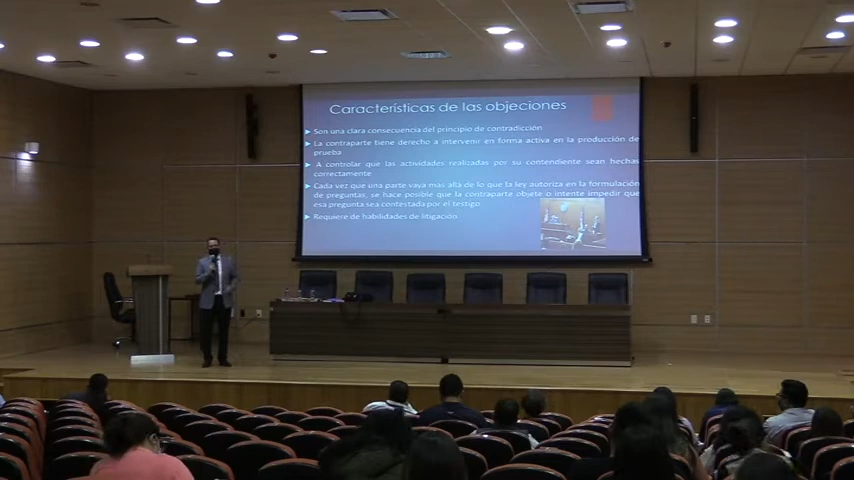 Características de las objeciones
Son una clara consecuencia del principio de contradicción
La contraparte tiene derecho a intervenir en forma activa en la producción de
prueba
A controlar que las actividades realizadas por su contendiente sean hechas
correctamente
Cada vez que una parte vaya más allá de lo que la ley autoriza en la formulación
de preguntas, se hace posible que la contraparte objete o intente impedir que
esa pregunta sea contestada por el testigo
Requiere de habilidades de litigación